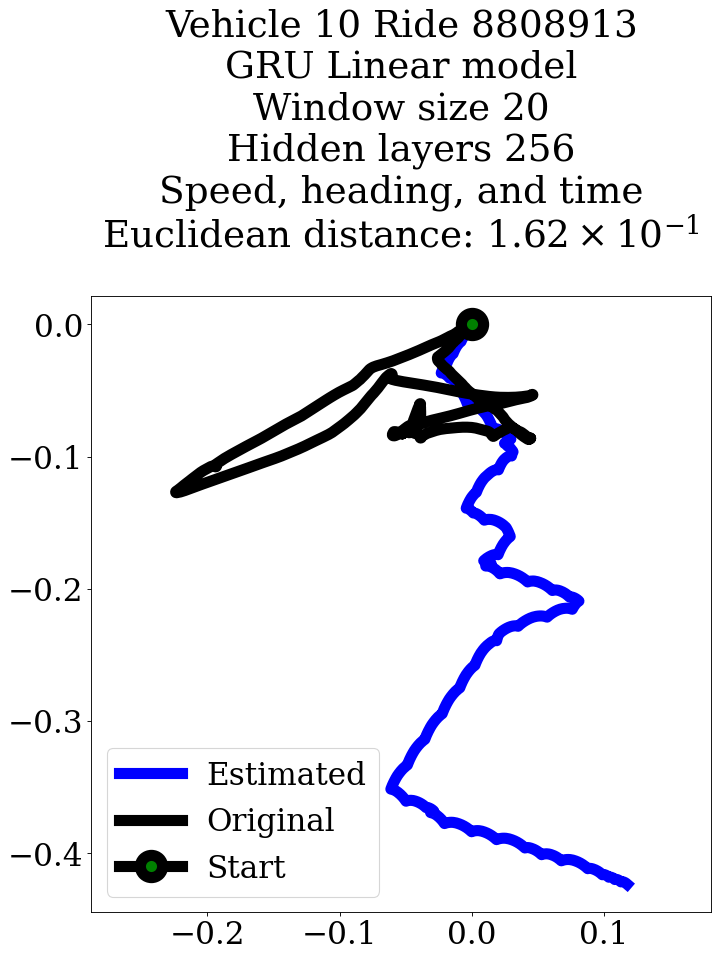 Vehicle 10 Ride 8808913
GRU Linear model
Window size 20
Hidden layers 256
Speed, heading, and time
Euclidean distance: 1.62 × 10⁻¹
0.0
−0.1
−0.2
−0.3
−0.4
Estimated
Original
Start
−0.2 −0.1 0.0 0.1